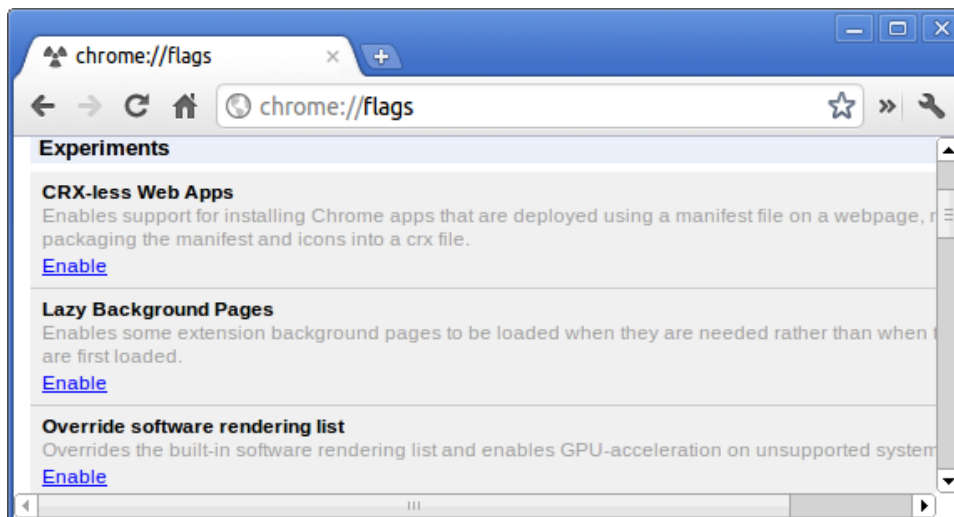 chrome://flags
chrome://flags
Experiments
CRX-less Web Apps
Enables support for installing Chrome apps that are deployed using a manifest file on a webpage,
packaging the manifest and icons into a crx file.
Enable
Lazy Background Pages
Enables some extension background pages to be loaded when they are needed rather than when
are first loaded.
Enable
Override software rendering list
Overrides the built-in software rendering list and enables GPU-acceleration on unsupported system
Enable